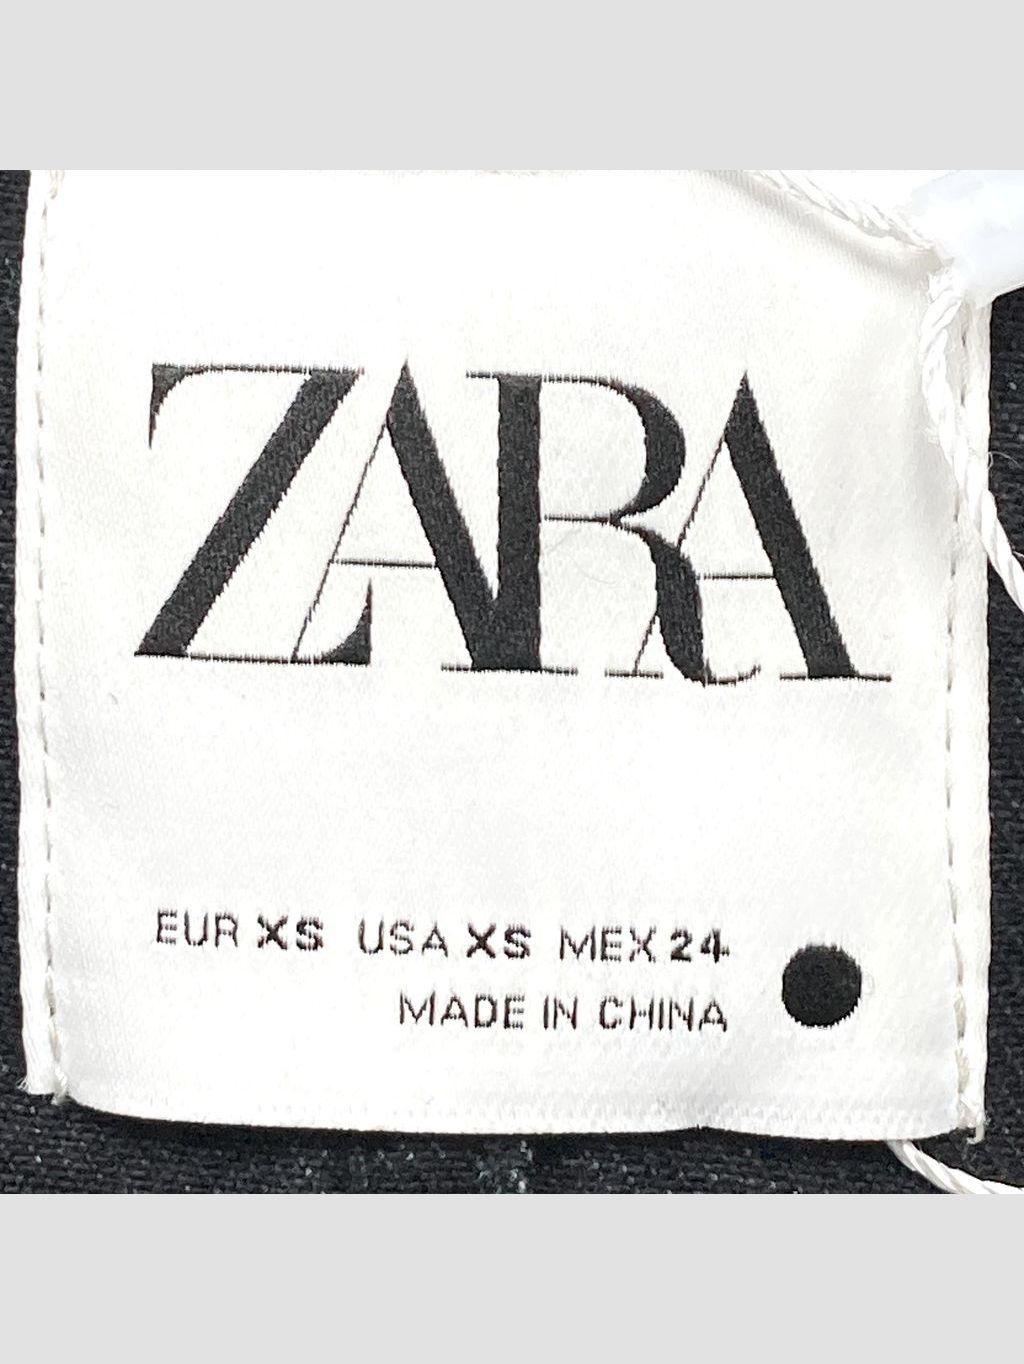 ZARA
EUR XS USA XS MEX 24
MADE IN CHINA